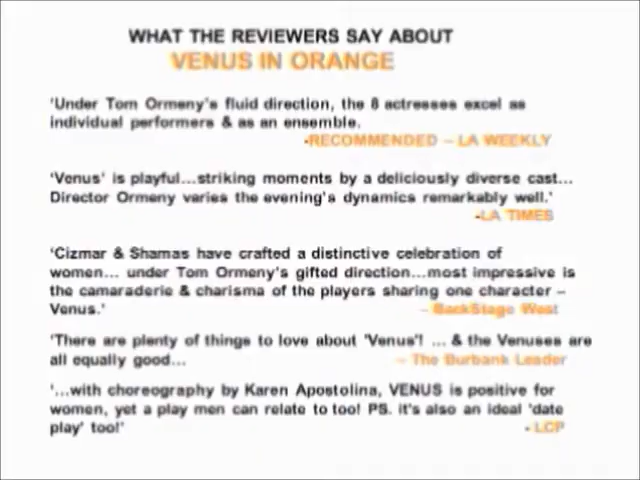 WHAT THE REVIEWERS SAY ABOUT
VENUS IN ORANGE
'Under Tom Ormeny's fluid direction, the 8 actresses excel as
individual performers & as an ensemble.
-RECOMMENDED – LA WEEKLY
'Venus' is playful...striking moments by a deliciously diverse cast...
Director Ormeny varies the evening's dynamics remarkably well.'
-LA TIMES
'Cizmar & Shamas have crafted a distinctive celebration of
women... under Tom Ormeny's gifted direction...most impressive is
the camaraderie & charisma of the players sharing one character –
Venus.' – BackStage West
'There are plenty of things to love about 'Venus'! ... & the Venuses are
all equally good... – The Burbank Leader
'...with choreography by Karen Apostolina, VENUS is positive for
women, yet a play men can relate to too! PS. it's also an ideal 'date
play' too!' - LCP